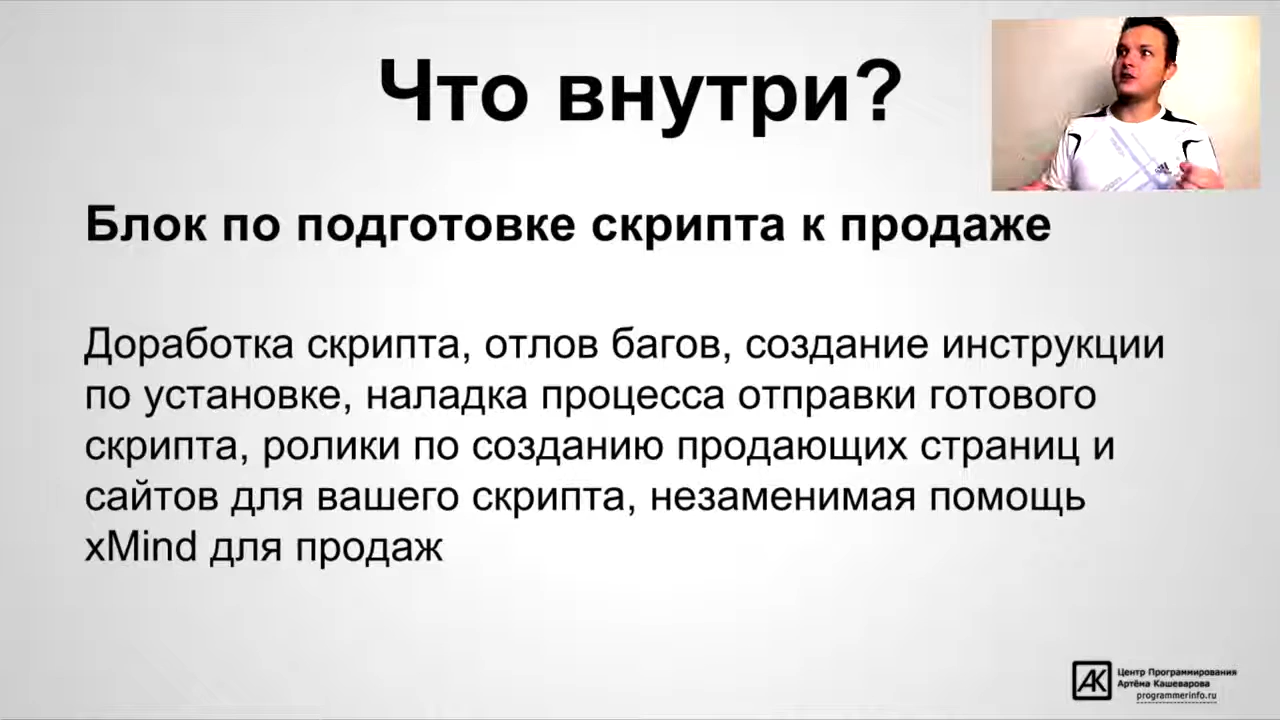 Что внутри?
Блок по подготовке скрипта к продаже
Доработка скрипта, отлов багов, создание инструкции
по установке, наладка процесса отправки готового
скрипта, ролики по созданию продающих страниц и
сайтов для вашего скрипта, незаменимая помощь
xMind для продаж
АК
Центр Программирования
Артёма Кашеварова
programmerinfo.ru